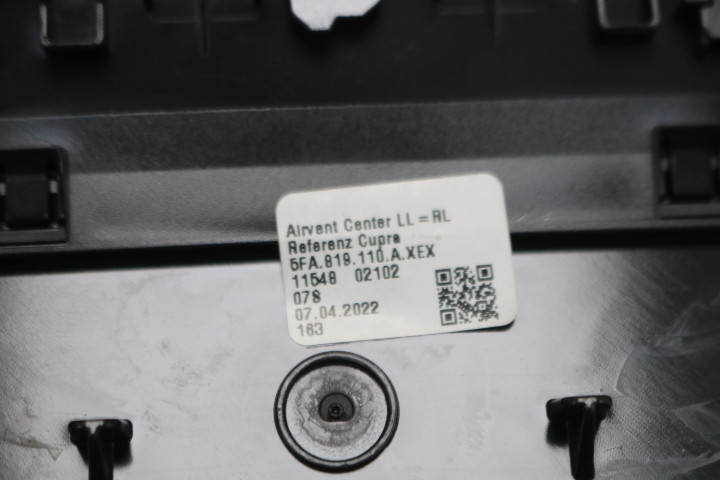 Airvent Center LL = RL
Referenz Cupra
5FA.819.110.A.XEX
11548 02102
078
07.04.2022
163